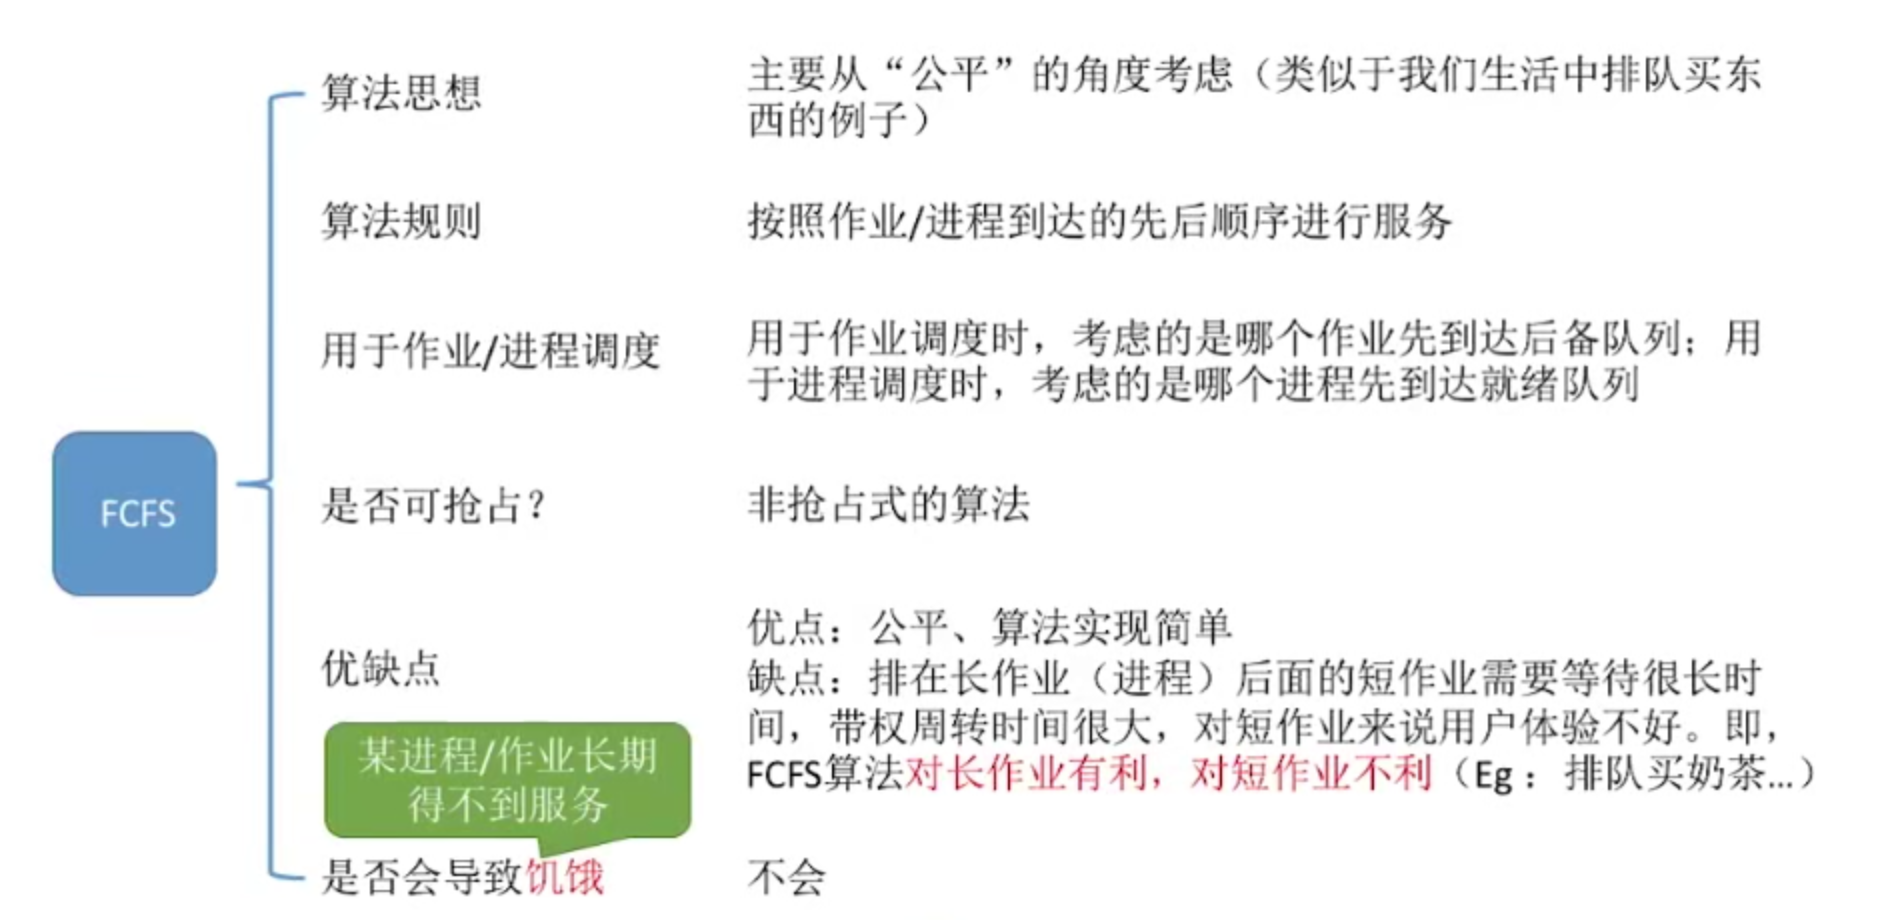 算法思想
主要从“公平”的角度考虑（类似于我们生活中排队买东
西的例子）
算法规则
按照作业/进程到达的先后顺序进行服务
用于作业/进程调度
用于作业调度时，考虑的是哪个作业先到达后备队列；用
于进程调度时，考虑的是哪个进程先到达就绪队列
FCFS
是否可抢占？
非抢占式的算法
优缺点
优点：公平、算法实现简单
缺点：排在长作业（进程）后面的短作业需要等待很长时
间，带权周转时间很大，对短作业来说用户体验不好。即，
FCFS算法对长作业有利，对短作业不利（Eg：排队买奶茶…）
某进程/作业长期
得不到服务
是否会导致饥饿
不会